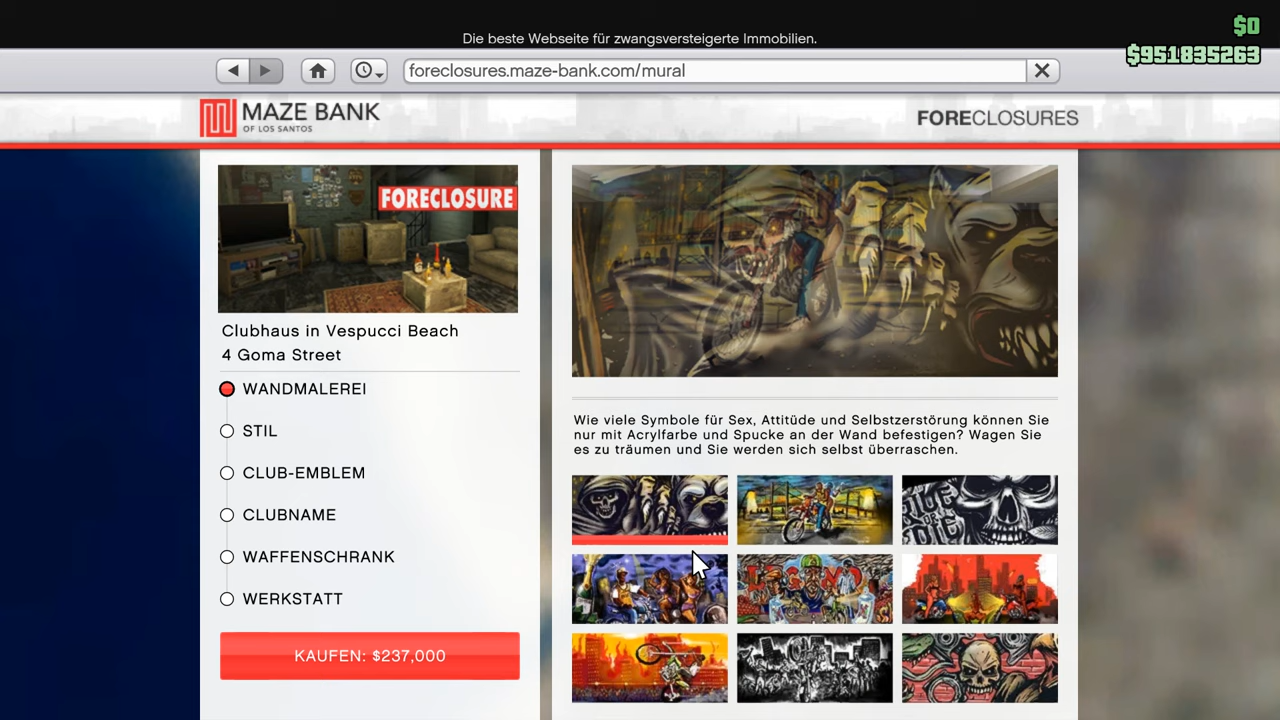 $0
Die beste Webseite für zwangsversteigerte Immobilien.
$951835263
foreclosures.maze-bank.com/mural
MAZE BANK
OF LOS SANTOS
FORECLOSURES
FORECLOSURE
Clubhaus in Vespucci Beach
4 Goma Street
WANDMALEREI
STIL
CLUB-EMBLEM
CLUBNAME
WAFFENSCHRANK
WERKSTATT
KAUFEN: $237,000
Wie viele Symbole für Sex, Attitüde und Selbstzerstörung können Sie
nur mit Acrylfarbe und Spucke an der Wand befestigen? Wagen Sie
es zu träumen und Sie werden sich selbst überraschen.
RIDE
OR
DIE